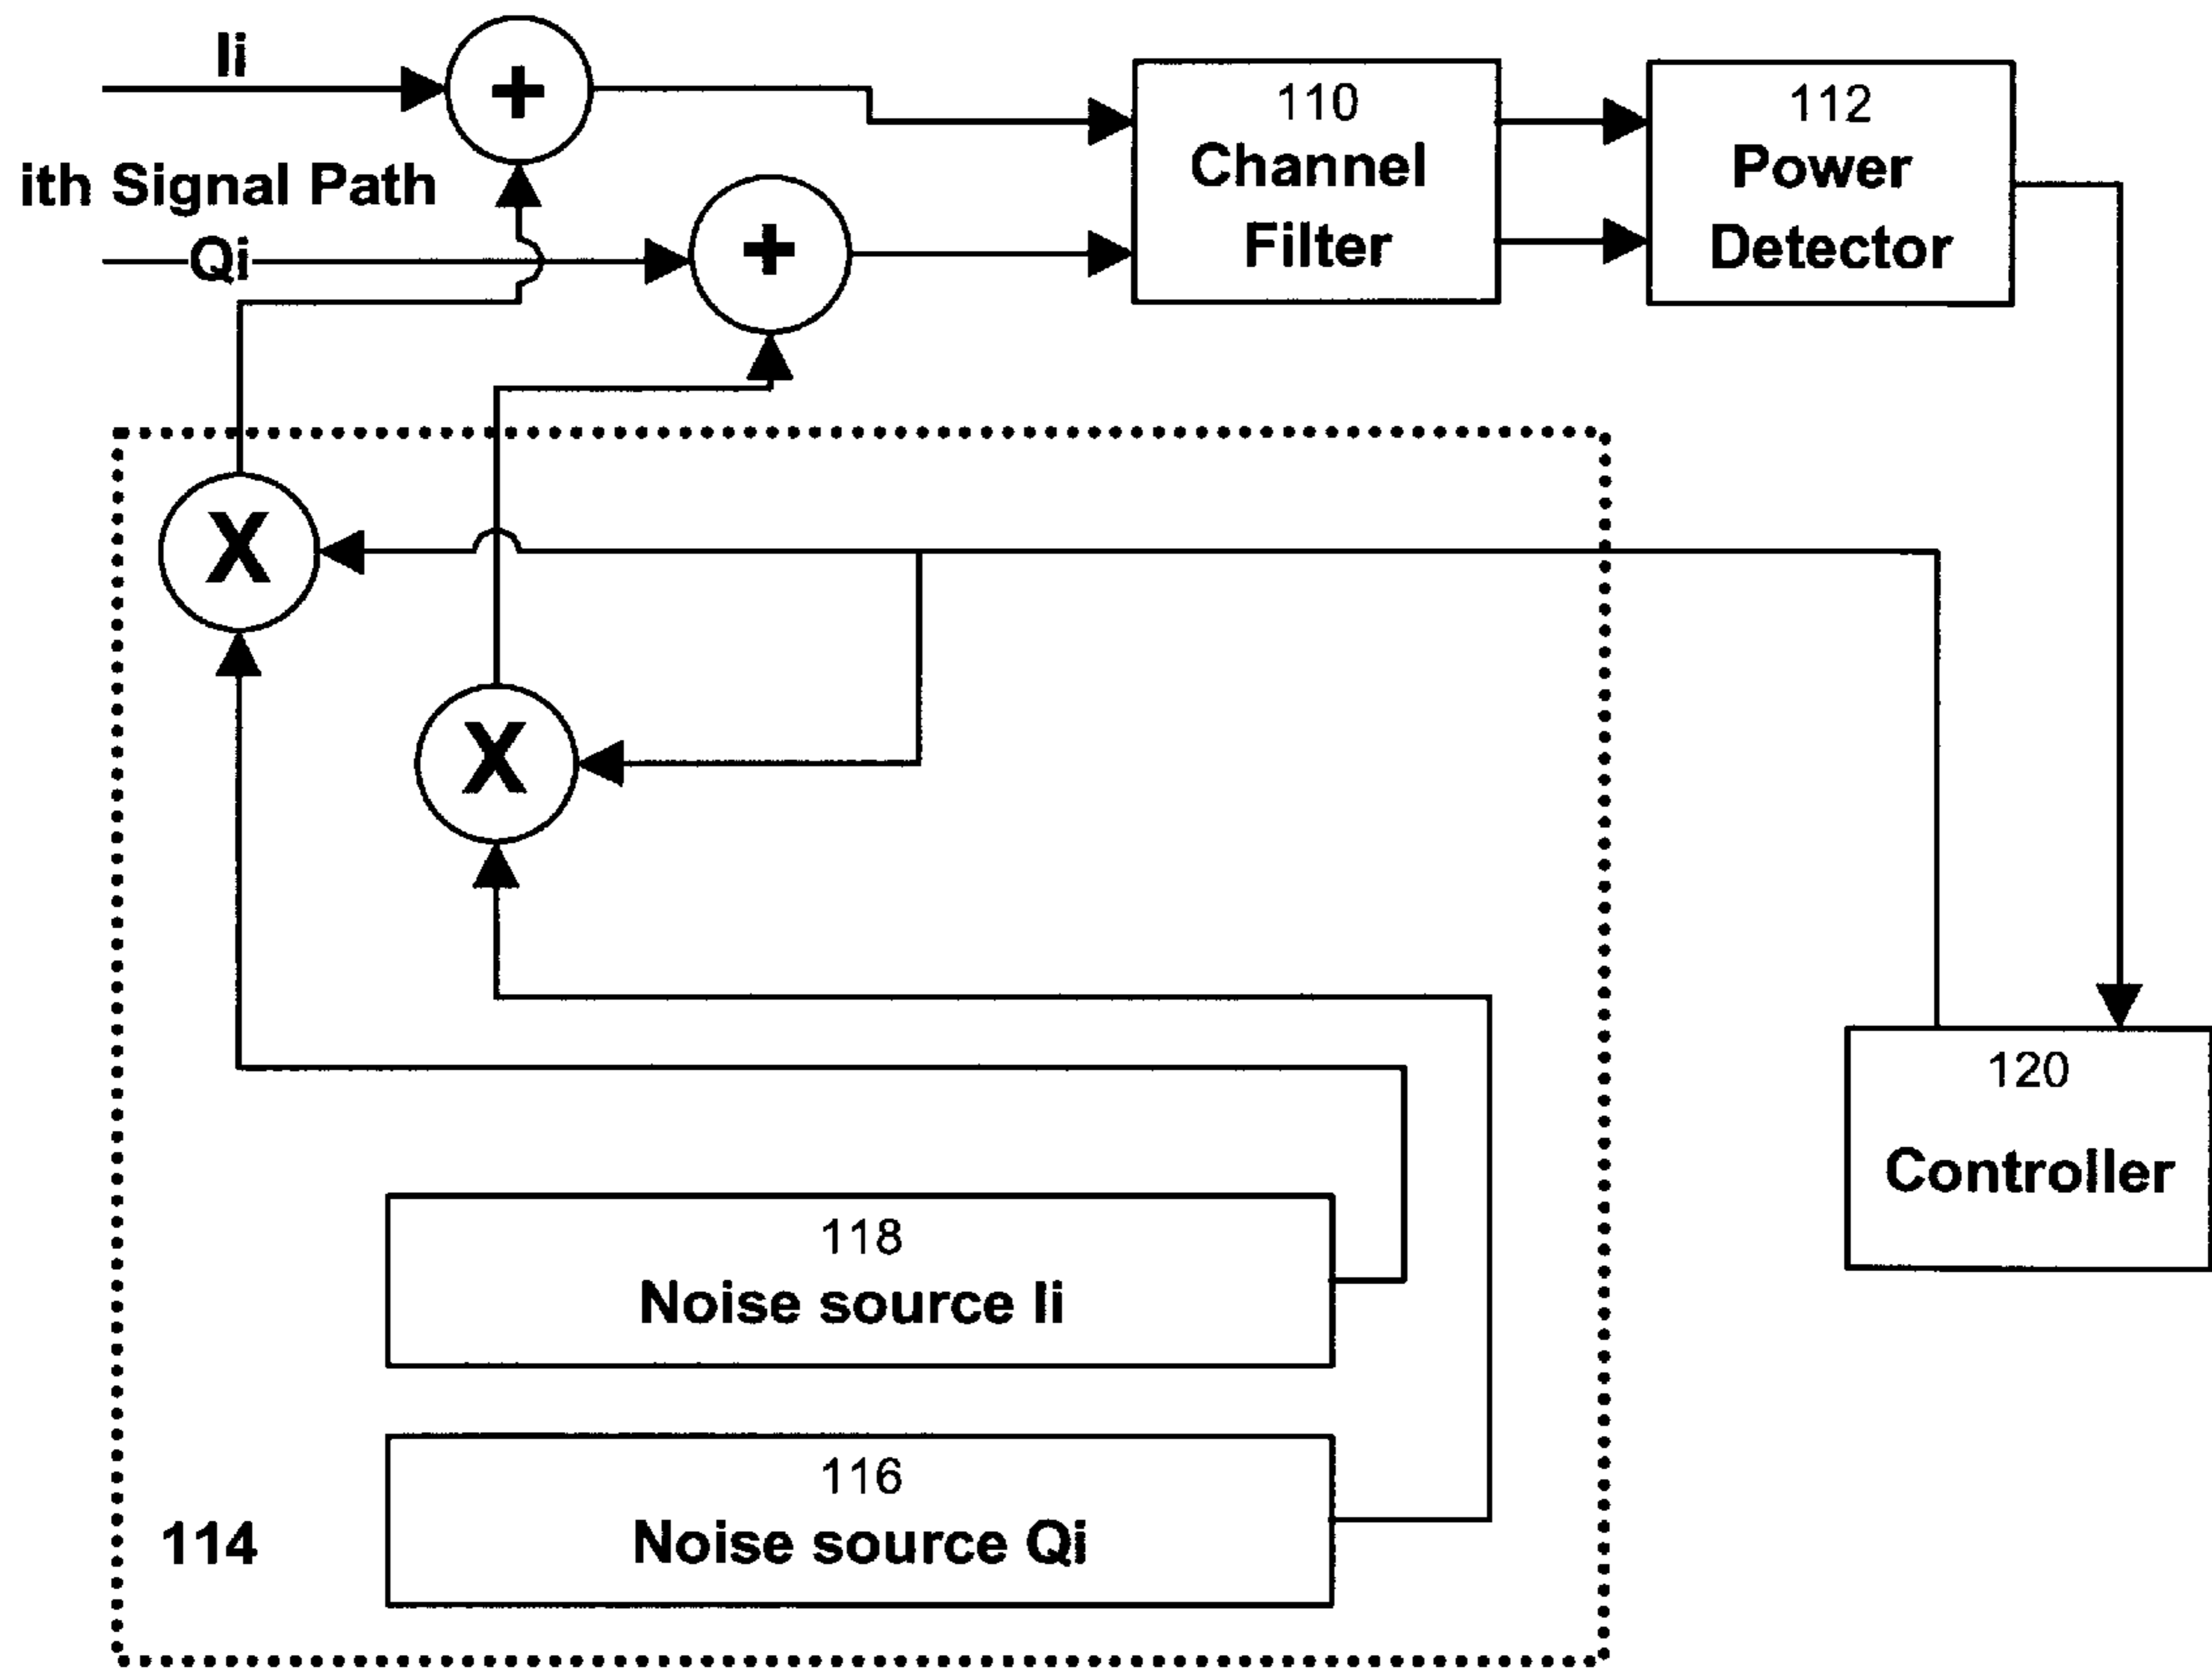 Ii
+
ith Signal Path
Qi
+
110
Channel
Filter
112
Power
Detector
X
X
120
Controller
118
Noise source Ii
116
Noise source Qi
114